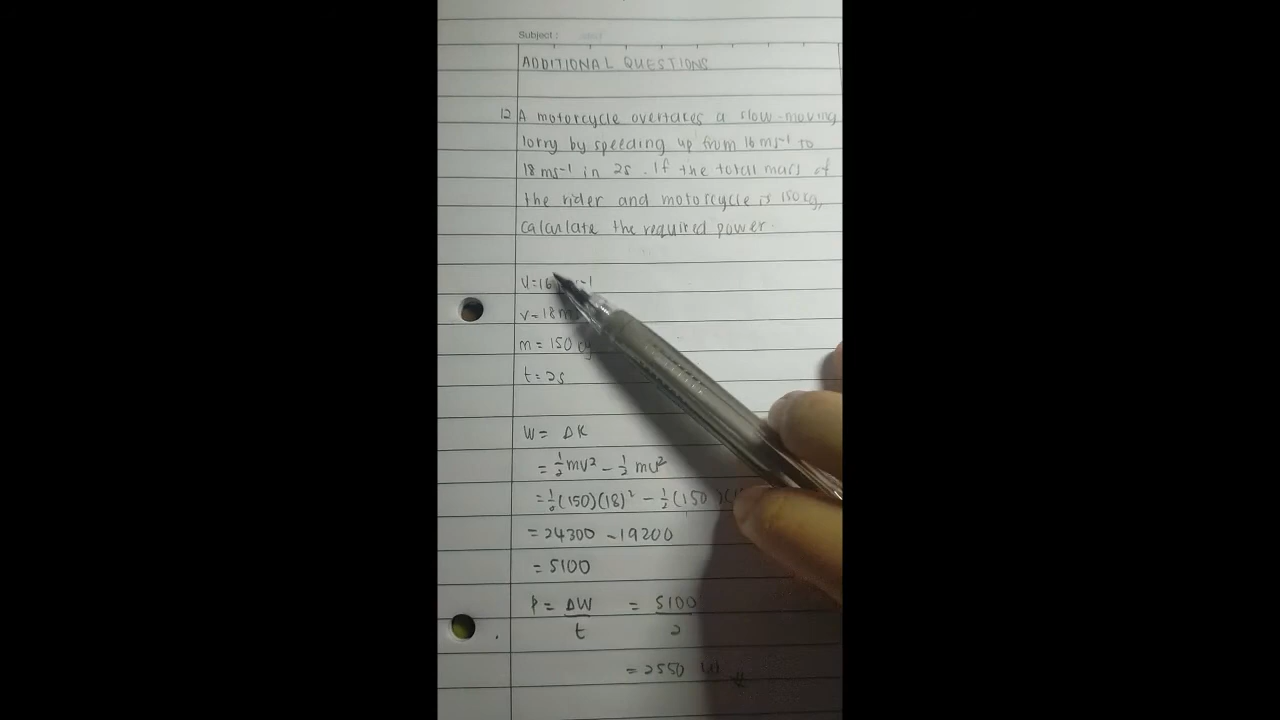 Subject :
ADDITIONAL QUESTIONS
12 A motorcycle overtakes a slow-moving
lorry by speeding up from 16 ms⁻¹ to
18 ms⁻¹ in 2s . If the total mass of
the rider and motorcycle is 150kg,
calculate the required power.
u=16
v=18m
m = 150 kg
t=2s
W= ΔK
= ½mv² - ½mu²
= ½(150)(18)² - ½(150)
= 24300 - 19200
= 5100
P = ΔW/t = 5100/2
= 2550 W